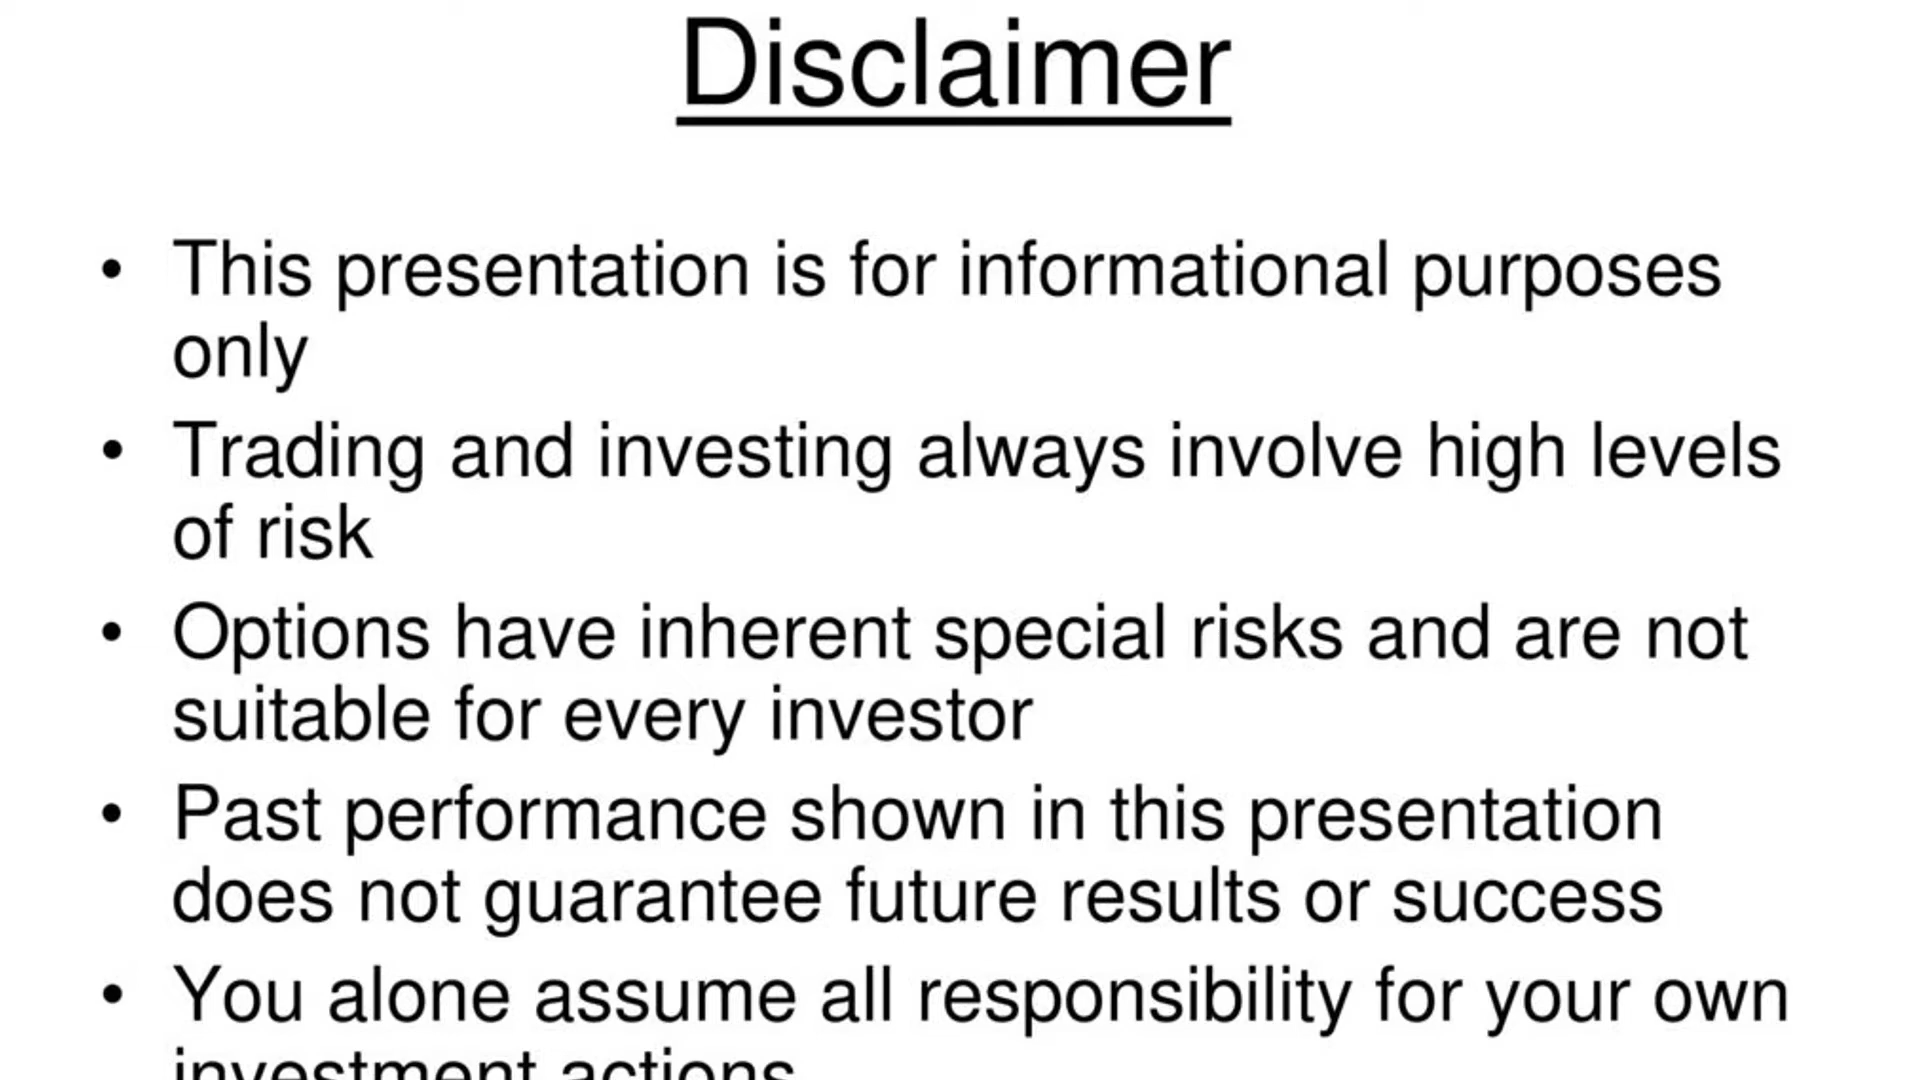 Disclaimer
• This presentation is for informational purposes
only
• Trading and investing always involve high levels
of risk
• Options have inherent special risks and are not
suitable for every investor
• Past performance shown in this presentation
does not guarantee future results or success
• You alone assume all responsibility for your own
investment actions